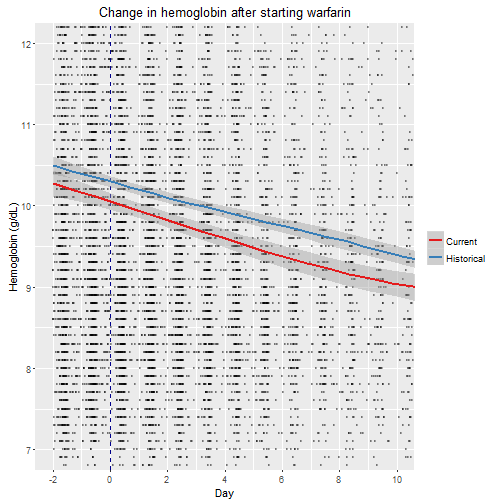 Change in hemoglobin after starting warfarin
Hemoglobin (g/dL)
12
11
10
9
8
7
-2
0
2
4
6
8
10
Day
Current
Historical